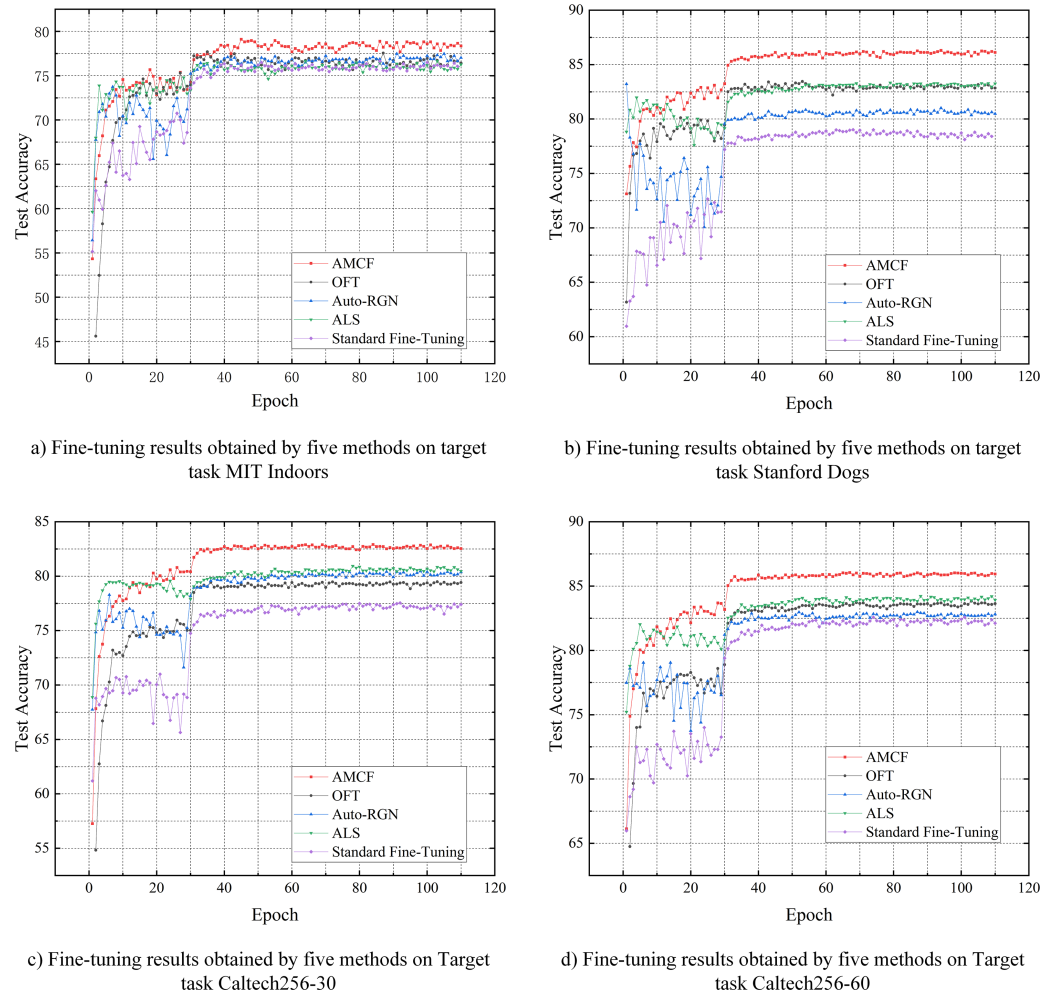 80
75
70
65
60
55
50
45
Test Accuracy
0 20 40 60 80 100 120
Epoch
AMCF
OFT
Auto-RGN
ALS
Standard Fine-Tuning
a) Fine-tuning results obtained by five methods on target
task MIT Indoors
90
85
80
75
70
65
60
Test Accuracy
0 20 40 60 80 100 120
Epoch
AMCF
OFT
Auto-RGN
ALS
Standard Fine-Tuning
b) Fine-tuning results obtained by five methods on target
task Stanford Dogs
85
80
75
70
65
60
55
Test Accuracy
0 20 40 60 80 100 120
Epoch
AMCF
OFT
Auto-RGN
ALS
Standard Fine-Tuning
c) Fine-tuning results obtained by five methods on Target
task Caltech256-30
90
85
80
75
70
65
Test Accuracy
0 20 40 60 80 100 120
Epoch
AMCF
OFT
Auto-RGN
ALS
Standard Fine-Tuning
d) Fine-tuning results obtained by five methods on Target
task Caltech256-60